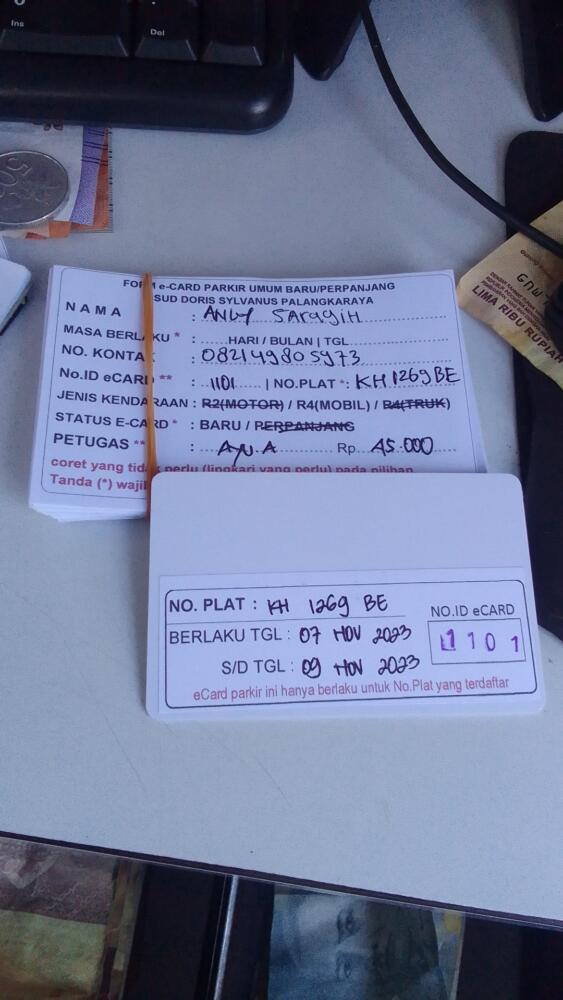 Ins
Del
500
LIMA RIBU RUPIAH
FORM e-CARD PARKIR UMUM BARU/PERPANJANG
SUD DORIS SYLVANUS PALANGKARAYA
NAMA : ANDY SARAGIH
MASA BERLAKU * : ......HARI / BULAN | TGL
NO. KONTAK : 082149805973
No.ID eCARD ** : 1101 | NO.PLAT *: KH 1269 BE
JENIS KENDARAAN : R2(MOTOR) / R4(MOBIL) / R4(TRUK)
STATUS E-CARD * : BARU / PERPANJANG
PETUGAS ** : AYU.A Rp. 45.000
coret yang tidak perlu (lingkari yang perlu) pada pilihan
Tanda (*) wajib
NO. PLAT : KH 1269 BE
NO.ID eCARD
BERLAKU TGL : 07 NOV 2023
1101
S/D TGL : 09 NOV 2023
eCard parkir ini hanya berlaku untuk No.Plat yang terdaftar